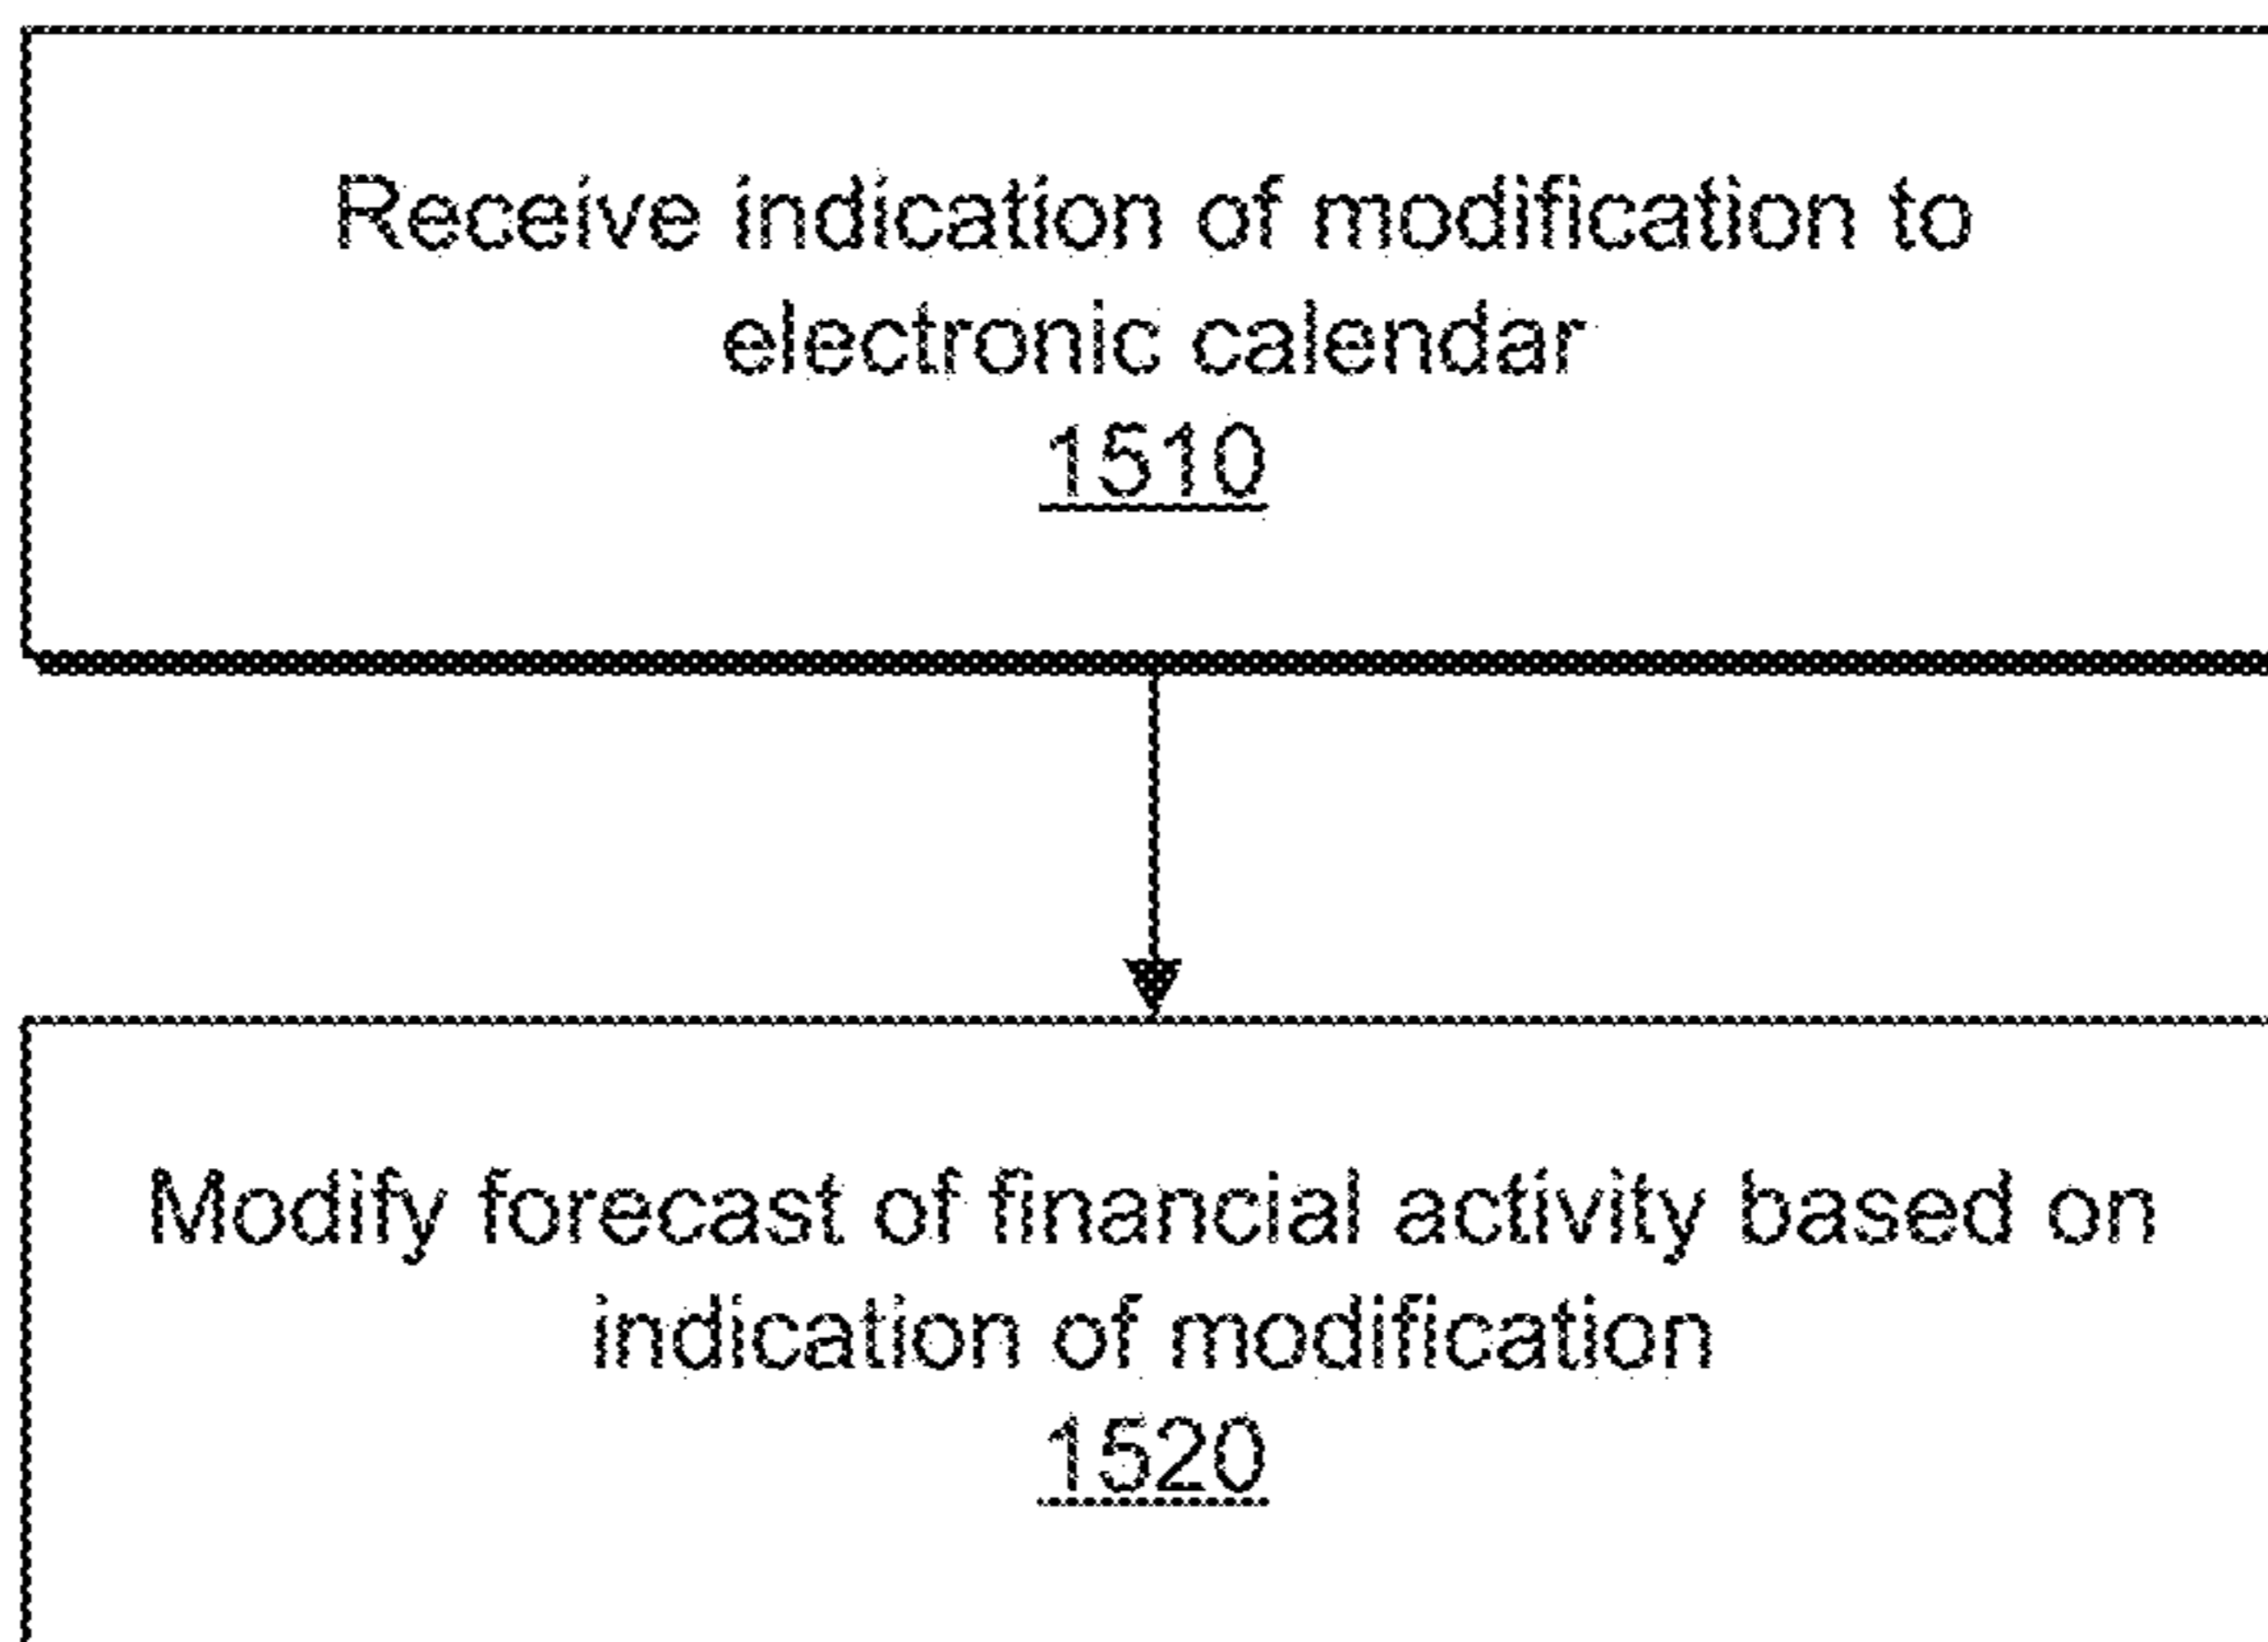 Receive indication of modification to
electronic calendar
1510
Modify forecast of financial activity based on
indication of modification
1520